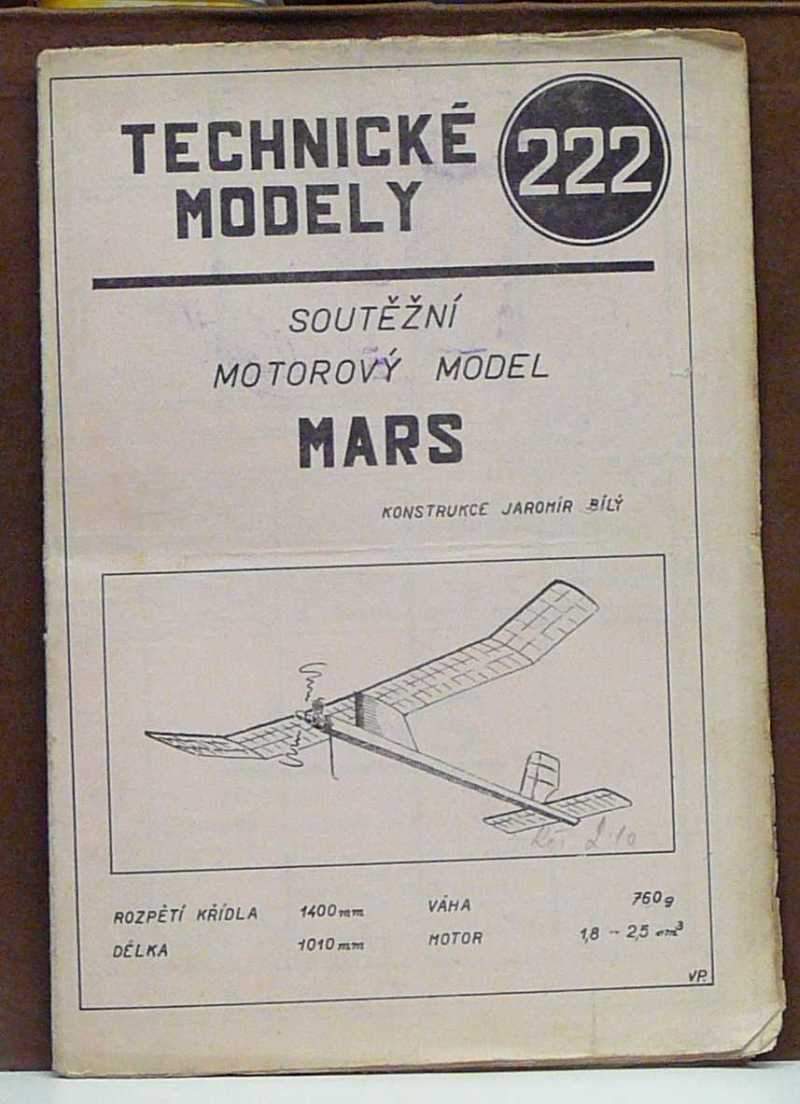 TECHNICKÉ
MODELY
222
SOUTĚŽNÍ
MOTOROVÝ MODEL
MARS
KONSTRUKCE JAROMÍR BÍLÝ
ROZPĚTÍ KŘÍDLA 1400 mm VÁHA 760 g
DÉLKA 1010 mm MOTOR 1,8 - 2,5 cm³
VP.